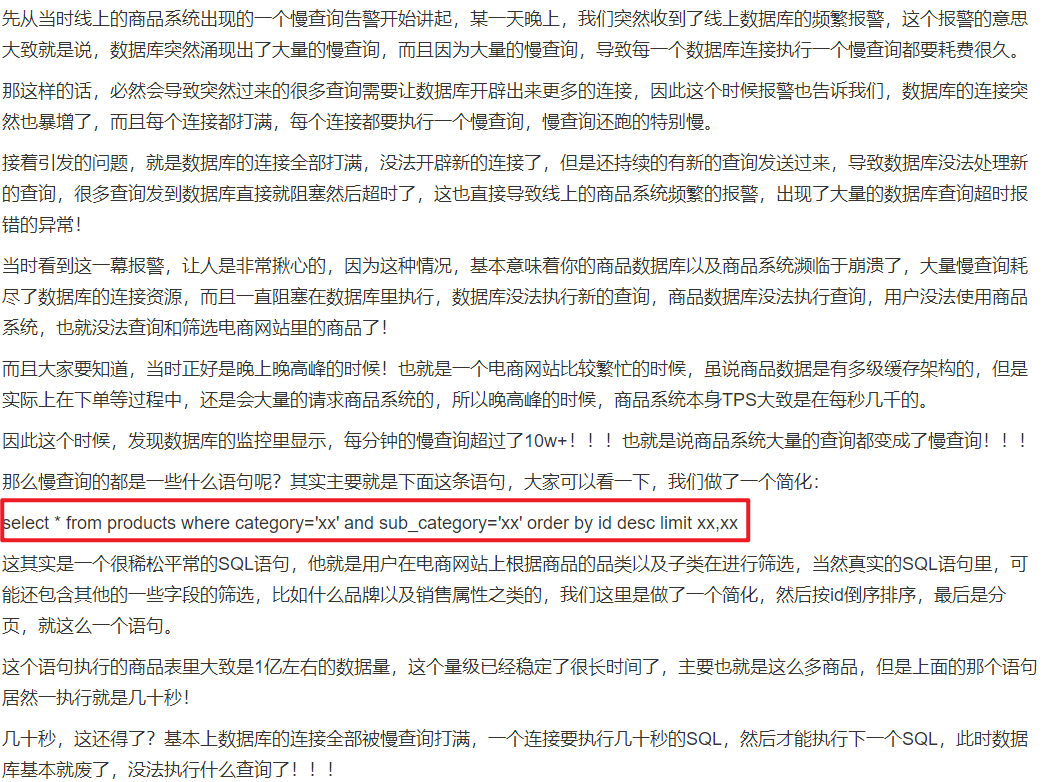 先从当时线上的商品系统出现的一个慢查询告警开始讲起，某一天晚上，我们突然收到了线上数据库的频繁报警，这个报警的意思
大致就是说，数据库突然涌现出了大量的慢查询，而且因为大量的慢查询，导致每一个数据库连接执行一个慢查询都要耗费很久。
那这样的话，必然会导致突然过来的很多查询需要让数据库开辟出来更多的连接，因此这个时候报警也告诉我们，数据库的连接突
然也暴增了，而且每个连接都打满，每个连接都要执行一个慢查询，慢查询还跑的特别慢。
接着引发的问题，就是数据库的连接全部打满，没法开辟新的连接了，但是还持续的有新的查询发送过来，导致数据库没法处理新
的查询，很多查询发到数据库直接就阻塞然后超时了，这也直接导致线上的商品系统频繁的报警，出现了大量的数据库查询超时报
错的异常！
当时看到这一幕报警，让人是非常揪心的，因为这种情况，基本意味着你的商品数据库以及商品系统濒临于崩溃了，大量慢查询耗
尽了数据库的连接资源，而且一直阻塞在数据库里执行，数据库没法执行新的查询，商品数据库没法执行查询，用户没法使用商品
系统，也就没法查询和筛选电商网站里的商品了！
而且大家要知道，当时正好是晚上晚高峰的时候！也就是一个电商网站比较繁忙的时候，虽说商品数据是有多级缓存架构的，但是
实际上在下单等过程中，还是会大量的请求商品系统的，所以晚高峰的时候，商品系统本身TPS大致是在每秒几千的。
因此这个时候，发现数据库的监控里显示，每分钟的慢查询超过了10w+！！！也就是说商品系统大量的查询都变成了慢查询！！！
那么慢查询的都是一些什么语句呢？其实主要就是下面这条语句，大家可以看一下，我们做了一个简化：
select * from products where category='xx' and sub_category='xx' order by id desc limit xx,xx
这其实是一个很稀松平常的SQL语句，他就是用户在电商网站上根据商品的品类以及子类在进行筛选，当然真实的SQL语句里，可
能还包含其他的一些字段的筛选，比如什么品牌以及销售属性之类的，我们这里是做了一个简化，然后按id倒序排序，最后是分
页，就这么一个语句。
这个语句执行的商品表里大致是1亿左右的数据量，这个量级已经稳定了很长时间了，主要也就是这么多商品，但是上面的那个语句
居然一执行就是几十秒！
几十秒，这还得了？基本上数据库的连接全部被慢查询打满，一个连接要执行几十秒的SQL，然后才能执行下一个SQL，此时数据
库基本就废了，没法执行什么查询了！！！